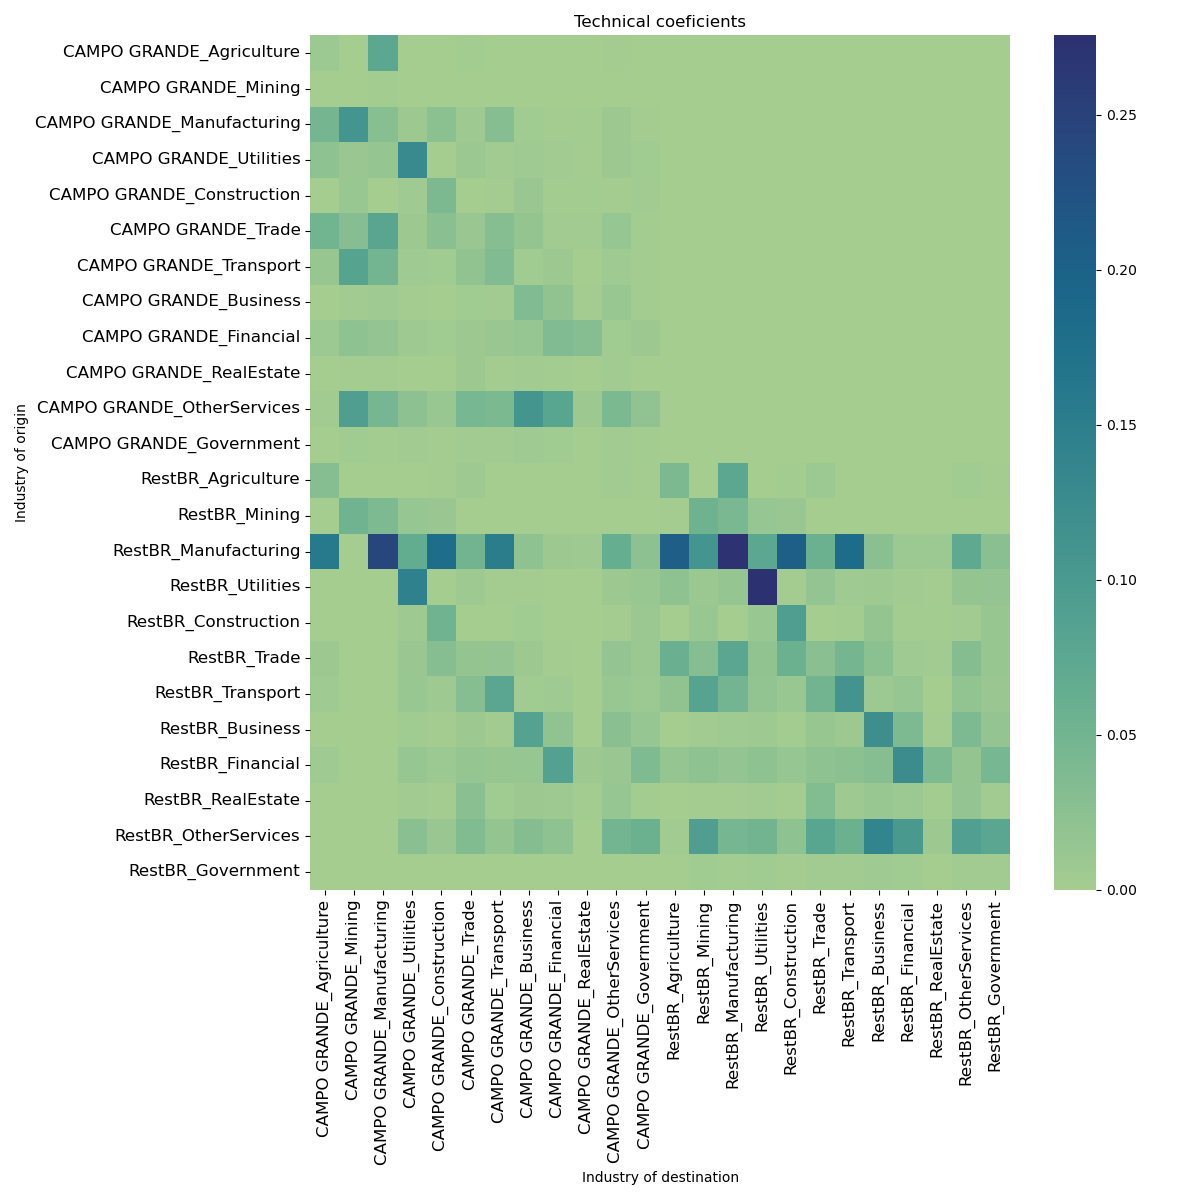 Technical coeficients
Industry of origin
CAMPO GRANDE_Agriculture
CAMPO GRANDE_Mining
CAMPO GRANDE_Manufacturing
CAMPO GRANDE_Utilities
CAMPO GRANDE_Construction
CAMPO GRANDE_Trade
CAMPO GRANDE_Transport
CAMPO GRANDE_Business
CAMPO GRANDE_Financial
CAMPO GRANDE_RealEstate
CAMPO GRANDE_OtherServices
CAMPO GRANDE_Government
RestBR_Agriculture
RestBR_Mining
RestBR_Manufacturing
RestBR_Utilities
RestBR_Construction
RestBR_Trade
RestBR_Transport
RestBR_Business
RestBR_Financial
RestBR_RealEstate
RestBR_OtherServices
RestBR_Government
0.25
0.20
0.15
0.10
0.05
0.00
CAMPO GRANDE_Agriculture
CAMPO GRANDE_Mining
CAMPO GRANDE_Manufacturing
CAMPO GRANDE_Utilities
CAMPO GRANDE_Construction
CAMPO GRANDE_Trade
CAMPO GRANDE_Transport
CAMPO GRANDE_Business
CAMPO GRANDE_Financial
CAMPO GRANDE_RealEstate
CAMPO GRANDE_OtherServices
CAMPO GRANDE_Government
RestBR_Agriculture
RestBR_Mining
RestBR_Manufacturing
RestBR_Utilities
RestBR_Construction
RestBR_Trade
RestBR_Transport
RestBR_Business
RestBR_Financial
RestBR_RealEstate
RestBR_OtherServices
RestBR_Government
Industry of destination